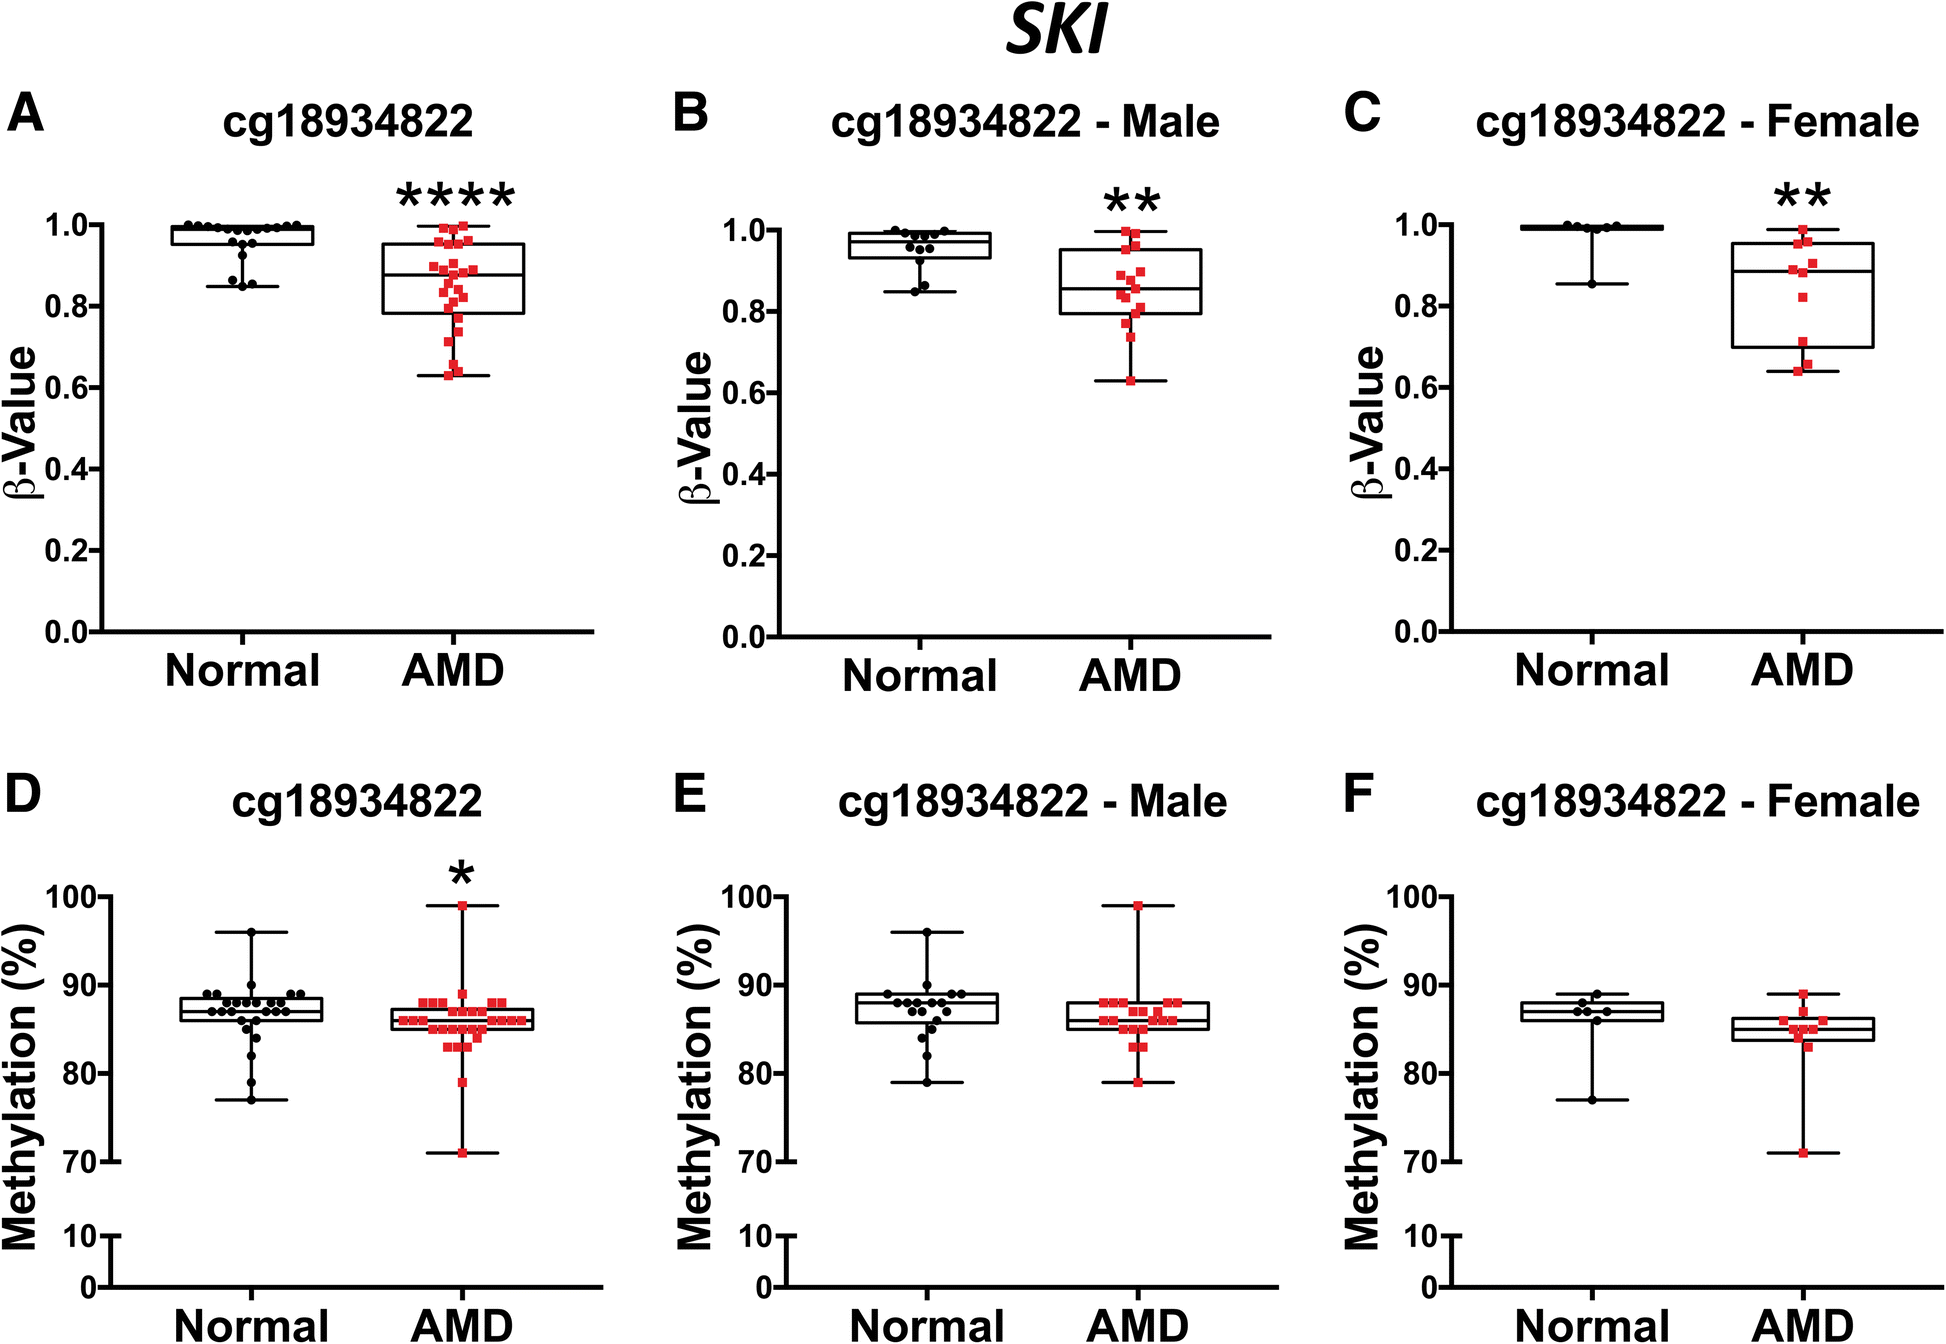 SKI
A
cg18934822
****
β-Value
1.0
0.8
0.6
0.4
0.2
0.0
Normal
AMD
B
cg18934822 - Male
**
β-Value
1.0
0.8
0.6
0.4
0.2
0.0
Normal
AMD
C
cg18934822 - Female
**
β-Value
1.0
0.8
0.6
0.4
0.2
0.0
Normal
AMD
D
cg18934822
*
Methylation (%)
100
90
80
70
10
0
Normal
AMD
E
cg18934822 - Male
Methylation (%)
100
90
80
70
10
0
Normal
AMD
F
cg18934822 - Female
Methylation (%)
100
90
80
70
10
0
Normal
AMD